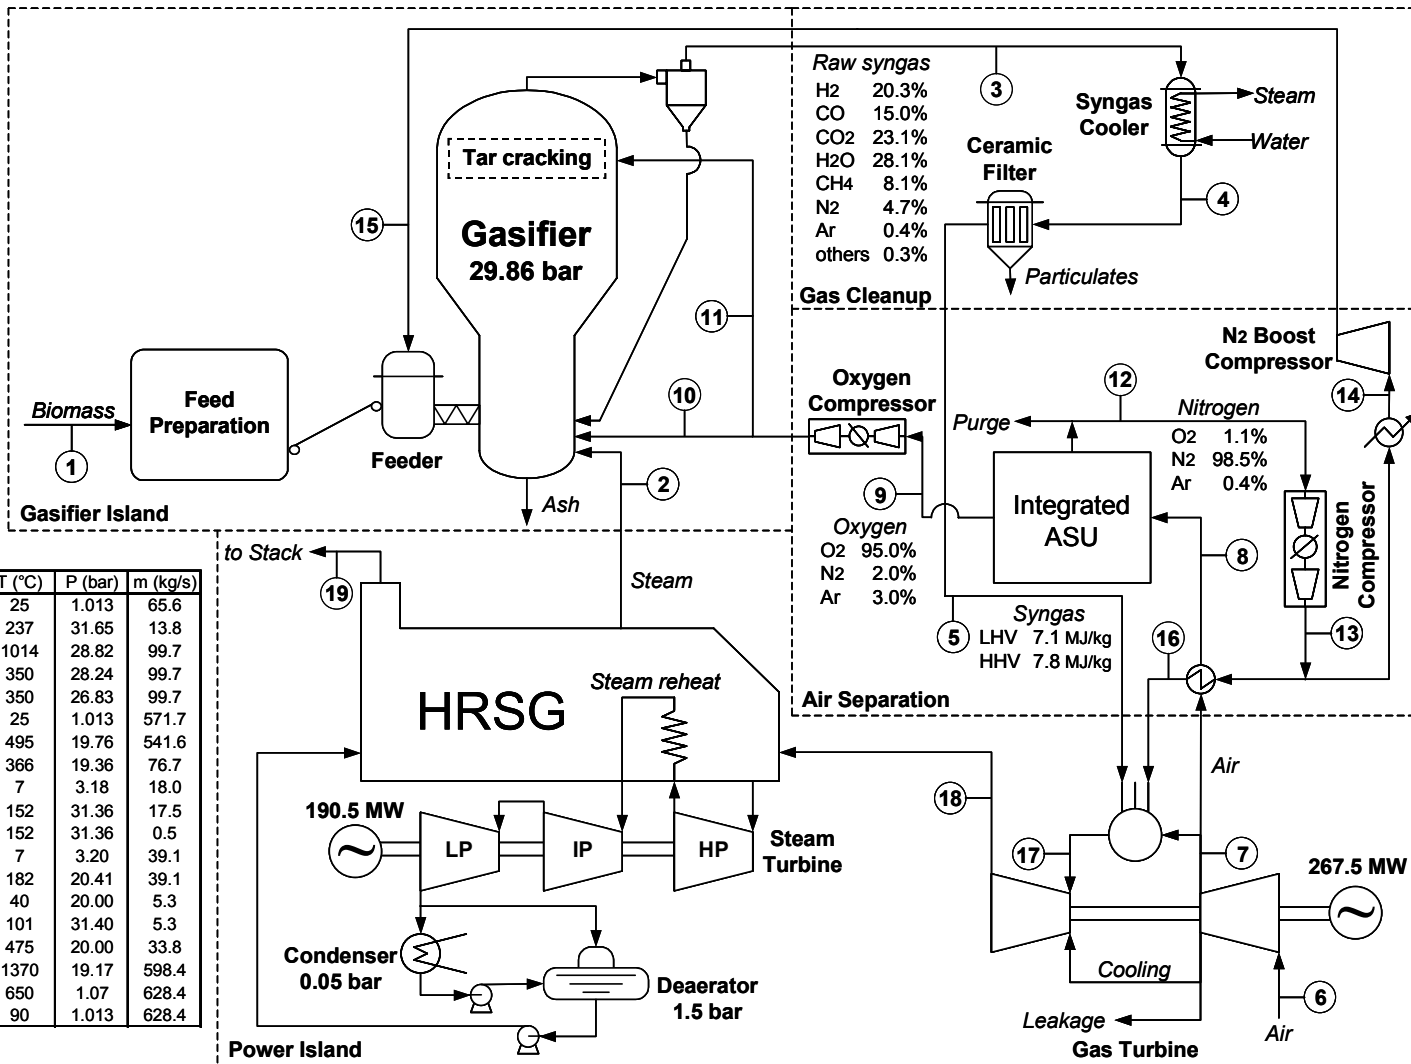 Raw syngas
H2 20.3%
CO 15.0%
CO2 23.1%
H2O 28.1%
CH4 8.1%
N2 4.7%
Ar 0.4%
others 0.3%
3
Syngas
Cooler
Steam
Water
Ceramic
Filter
4
Particulates
Gas Cleanup
Tar cracking
Gasifier
29.86 bar
15
11
10
Biomass
1
Feed
Preparation
Feeder
2
Ash
Gasifier Island
N2 Boost
Compressor
14
Oxygen
Compressor
12
Purge
Nitrogen
O2 1.1%
N2 98.5%
Ar 0.4%
9
Oxygen
O2 95.0%
N2 2.0%
Ar 3.0%
Integrated
ASU
8
Nitrogen
Compressor
13
5
Syngas
LHV 7.1 MJ/kg
HHV 7.8 MJ/kg
16
Air Separation
T (°C) P (bar) m (kg/s)
25 1.013 65.6
237 31.65 13.8
1014 28.82 99.7
350 28.24 99.7
350 26.83 99.7
25 1.013 571.7
495 19.76 541.6
366 19.36 76.7
7 3.18 18.0
152 31.36 17.5
152 31.36 0.5
7 3.20 39.1
182 20.41 39.1
40 20.00 5.3
101 31.40 5.3
475 20.00 33.8
1370 19.17 598.4
650 1.07 628.4
90 1.013 628.4
to Stack
19
Steam
HRSG
Steam reheat
190.5 MW
LP
IP
HP
Steam
Turbine
Condenser
0.05 bar
Deaerator
1.5 bar
Power Island
Air
18
17
7
267.5 MW
Cooling
6
Leakage
Air
Gas Turbine